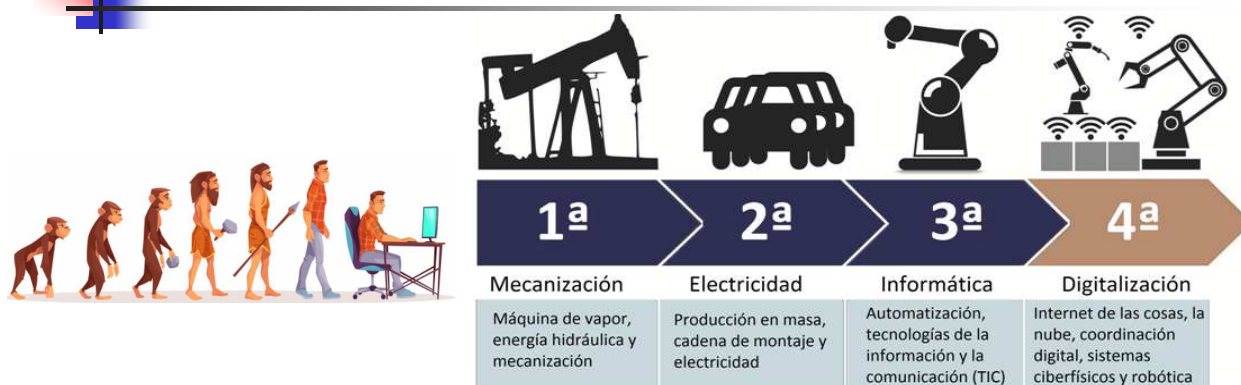 1ª
2ª
3ª
4ª
Mecanización
Electricidad
Informática
Digitalización
Máquina de vapor,
energía hidráulica y
mecanización
Producción en masa,
cadena de montaje y
electricidad
Automatización,
tecnologías de la
información y la
comunicación (TIC)
Internet de las cosas, la
nube, coordinación
digital, sistemas
ciberfísicos y robótica